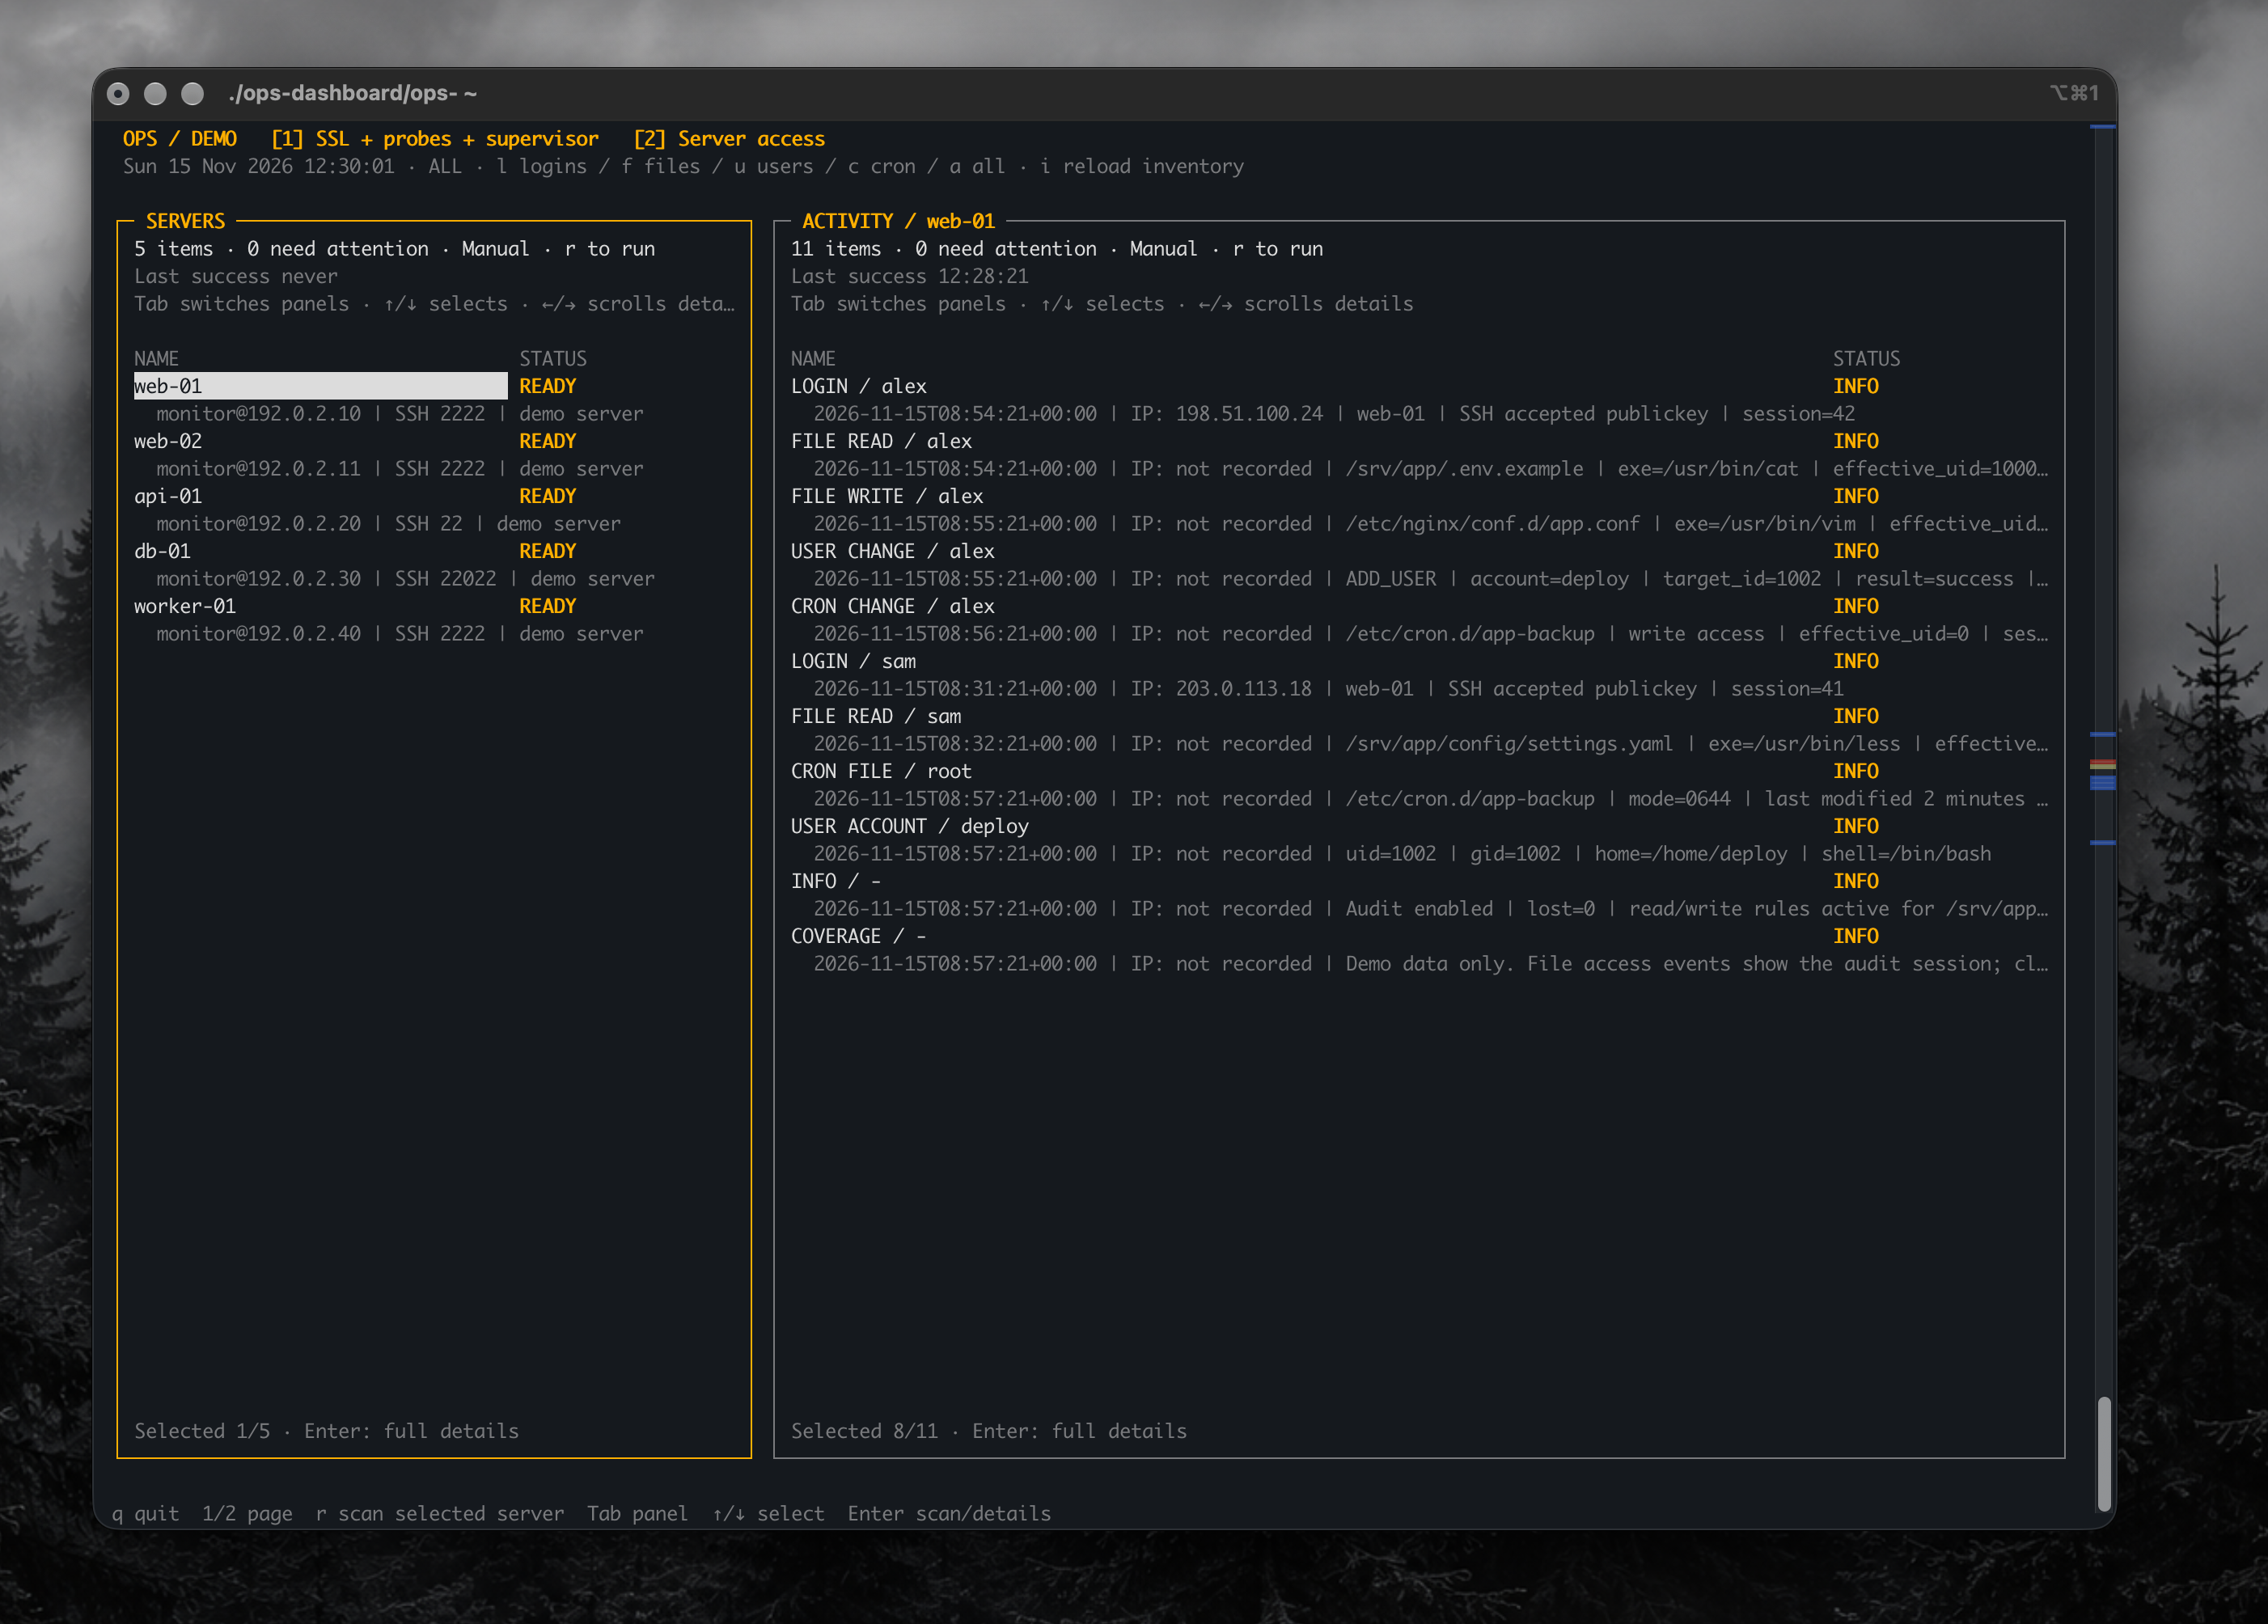 ./ops-dashboard/ops- ~
⌥⌘1
OPS / DEMO [1] SSL + probes + supervisor [2] Server access
Sun 15 Nov 2026 12:30:01 · ALL · l logins / f files / u users / c cron / a all · i reload inventory
SERVERS
5 items · 0 need attention · Manual · r to run
Last success never
Tab switches panels · ↑/↓ selects · ←/→ scrolls deta…
NAME STATUS
web-01 READY
monitor@192.0.2.10 | SSH 2222 | demo server
web-02 READY
monitor@192.0.2.11 | SSH 2222 | demo server
api-01 READY
monitor@192.0.2.20 | SSH 22 | demo server
db-01 READY
monitor@192.0.2.30 | SSH 22022 | demo server
worker-01 READY
monitor@192.0.2.40 | SSH 2222 | demo server
Selected 1/5 · Enter: full details
ACTIVITY / web-01
11 items · 0 need attention · Manual · r to run
Last success 12:28:21
Tab switches panels · ↑/↓ selects · ←/→ scrolls details
NAME STATUS
LOGIN / alex INFO
2026-11-15T08:54:21+00:00 | IP: 198.51.100.24 | web-01 | SSH accepted publickey | session=42
FILE READ / alex INFO
2026-11-15T08:54:21+00:00 | IP: not recorded | /srv/app/.env.example | exe=/usr/bin/cat | effective_uid=1000…
FILE WRITE / alex INFO
2026-11-15T08:55:21+00:00 | IP: not recorded | /etc/nginx/conf.d/app.conf | exe=/usr/bin/vim | effective_uid…
USER CHANGE / alex INFO
2026-11-15T08:55:21+00:00 | IP: not recorded | ADD_USER | account=deploy | target_id=1002 | result=success |…
CRON CHANGE / alex INFO
2026-11-15T08:56:21+00:00 | IP: not recorded | /etc/cron.d/app-backup | write access | effective_uid=0 | ses…
LOGIN / sam INFO
2026-11-15T08:31:21+00:00 | IP: 203.0.113.18 | web-01 | SSH accepted publickey | session=41
FILE READ / sam INFO
2026-11-15T08:32:21+00:00 | IP: not recorded | /srv/app/config/settings.yaml | exe=/usr/bin/less | effective…
CRON FILE / root INFO
2026-11-15T08:57:21+00:00 | IP: not recorded | /etc/cron.d/app-backup | mode=0644 | last modified 2 minutes …
USER ACCOUNT / deploy INFO
2026-11-15T08:57:21+00:00 | IP: not recorded | uid=1002 | gid=1002 | home=/home/deploy | shell=/bin/bash
INFO / - INFO
2026-11-15T08:57:21+00:00 | IP: not recorded | Audit enabled | lost=0 | read/write rules active for /srv/app…
COVERAGE / - INFO
2026-11-15T08:57:21+00:00 | IP: not recorded | Demo data only. File access events show the audit session; cl…
Selected 8/11 · Enter: full details
q quit 1/2 page r scan selected server Tab panel ↑/↓ select Enter scan/details